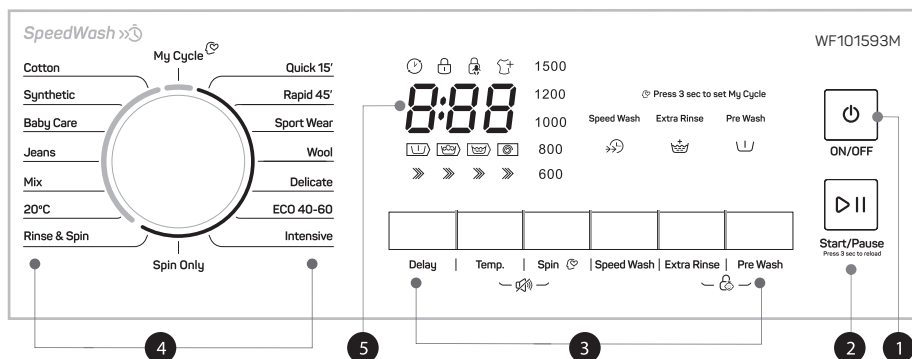 SpeedWash
WF101593M
My Cycle
Cotton
Synthetic
Baby Care
Jeans
Mix
20°C
Rinse & Spin
Quick 15'
Rapid 45'
Sport Wear
Wool
Delicate
ECO 40-60
Intensive
Spin Only
8:88
1500
1200
1000
800
600
Press 3 sec to set My Cycle
Speed Wash Extra Rinse Pre Wash
Delay | Temp. | Spin | Speed Wash | Extra Rinse | Pre Wash
ON/OFF
Start/Pause
Press 3 sec to reload
4 5 3 2 1